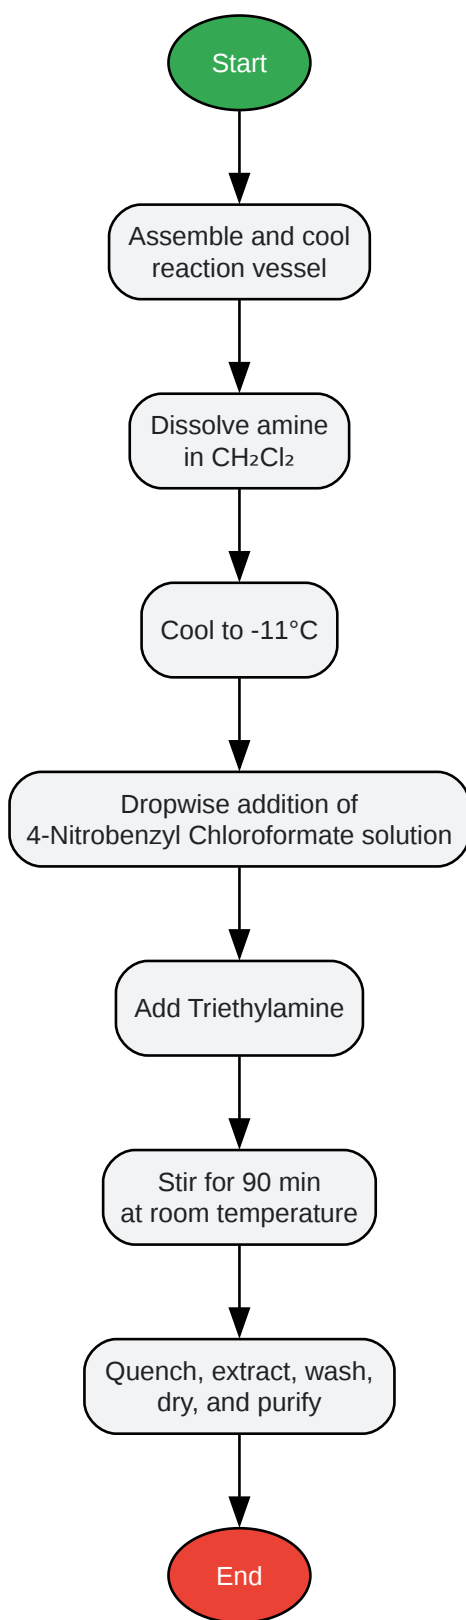 Start
Assemble and cool
reaction vessel
Dissolve amine
in CH₂Cl₂
Cool to -11°C
Dropwise addition of
4-Nitrobenzyl Chloroformate solution
Add Triethylamine
Stir for 90 min
at room temperature
Quench, extract, wash,
dry, and purify
End